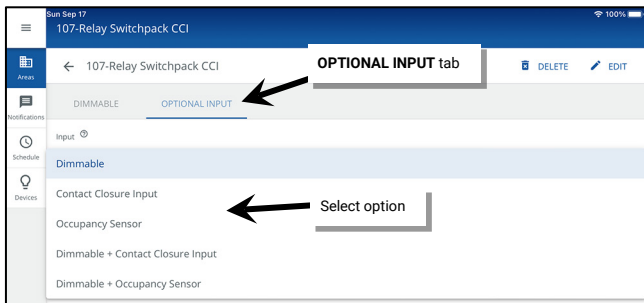 Sun Sep 17
100%
107-Relay Switchpack CCI
107-Relay Switchpack CCI
OPTIONAL INPUT tab
DELETE
EDIT
Areas
DIMMABLE
OPTIONAL INPUT
Notifications
Input
Schedule
Dimmable
Devices
Contact Closure Input
Select option
Occupancy Sensor
Dimmable + Contact Closure Input
Dimmable + Occupancy Sensor